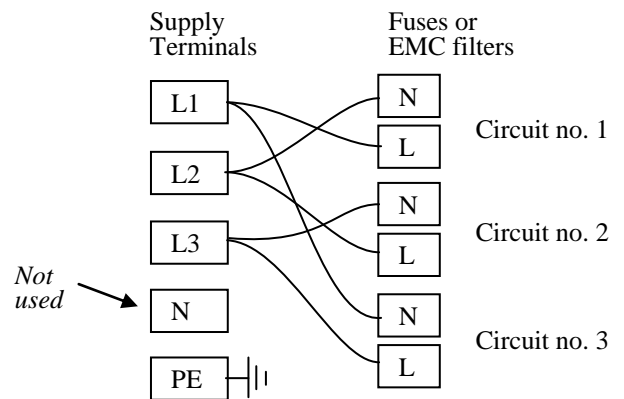 Supply
Terminals
Fuses or
EMC filters
L1
L2
L3
N
PE
Not
used
N
L
Circuit no. 1
N
L
Circuit no. 2
N
L
Circuit no. 3